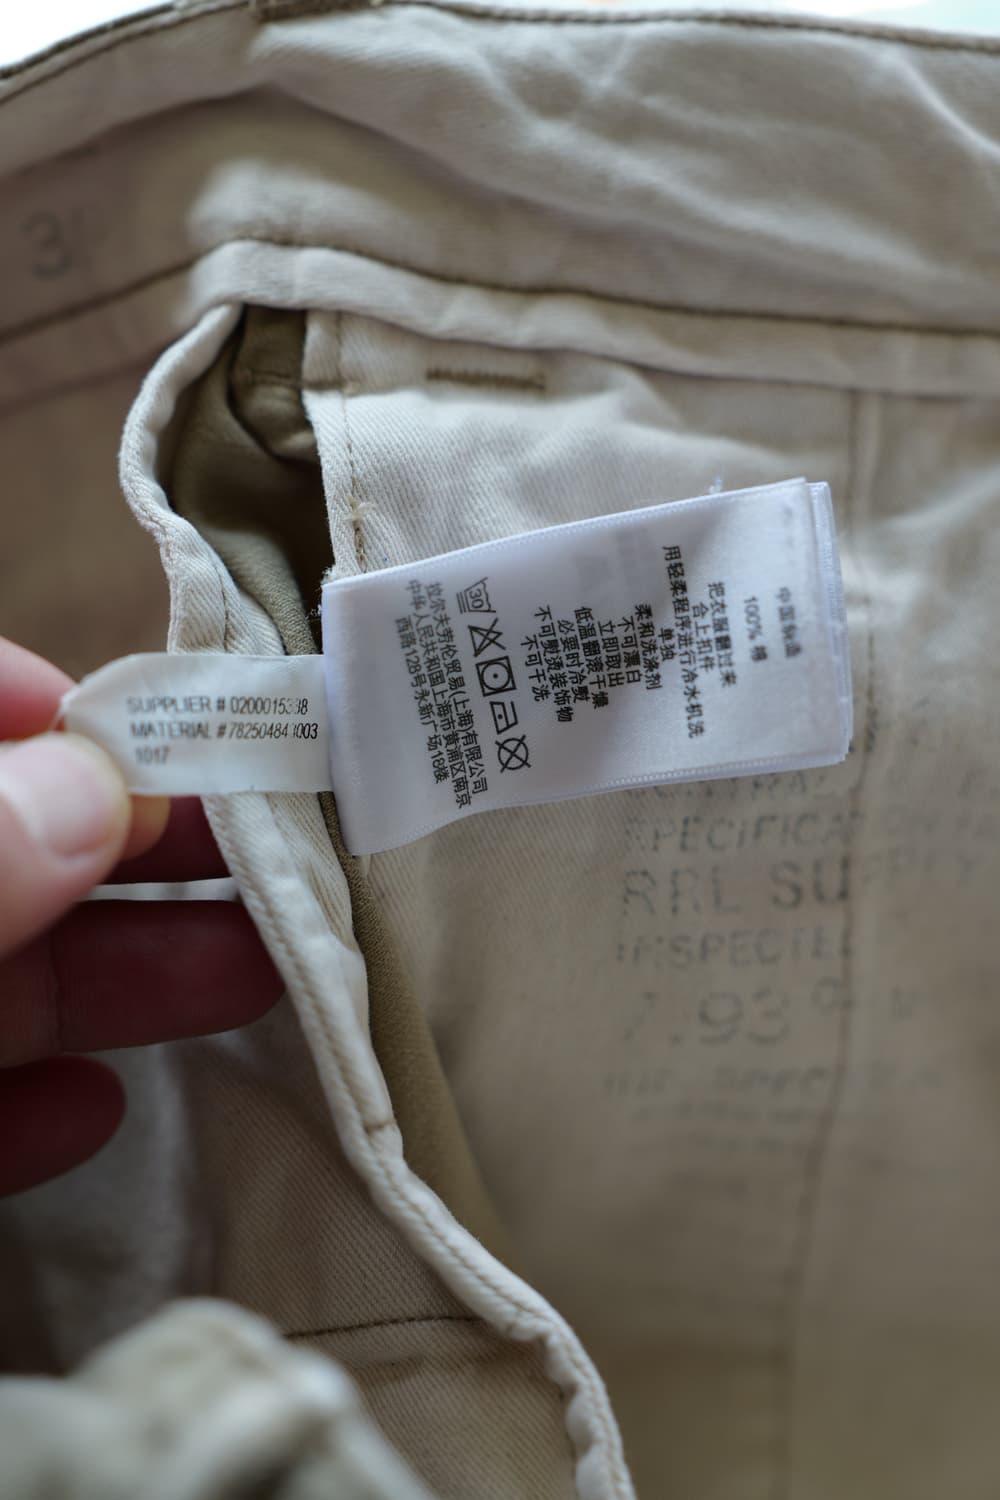 SUPPLIER # 0200015
MATERIAL # 78250484 1003
1017
中国制造
100% 棉
把衣服翻过来
合上扣件
用轻柔程序进行冷水机洗
单独
柔和洗涤剂
不可漂白
立即取出
低温翻滚干燥
必要时冷熨
不可熨烫装饰物
不可干洗
30
拉尔夫劳伦贸易(上海)有限公司
中华人民共和国上海市黄浦区南京
西路128号永新广场18楼
SPECIFICA
RRL SU
INSPECTE
7.93